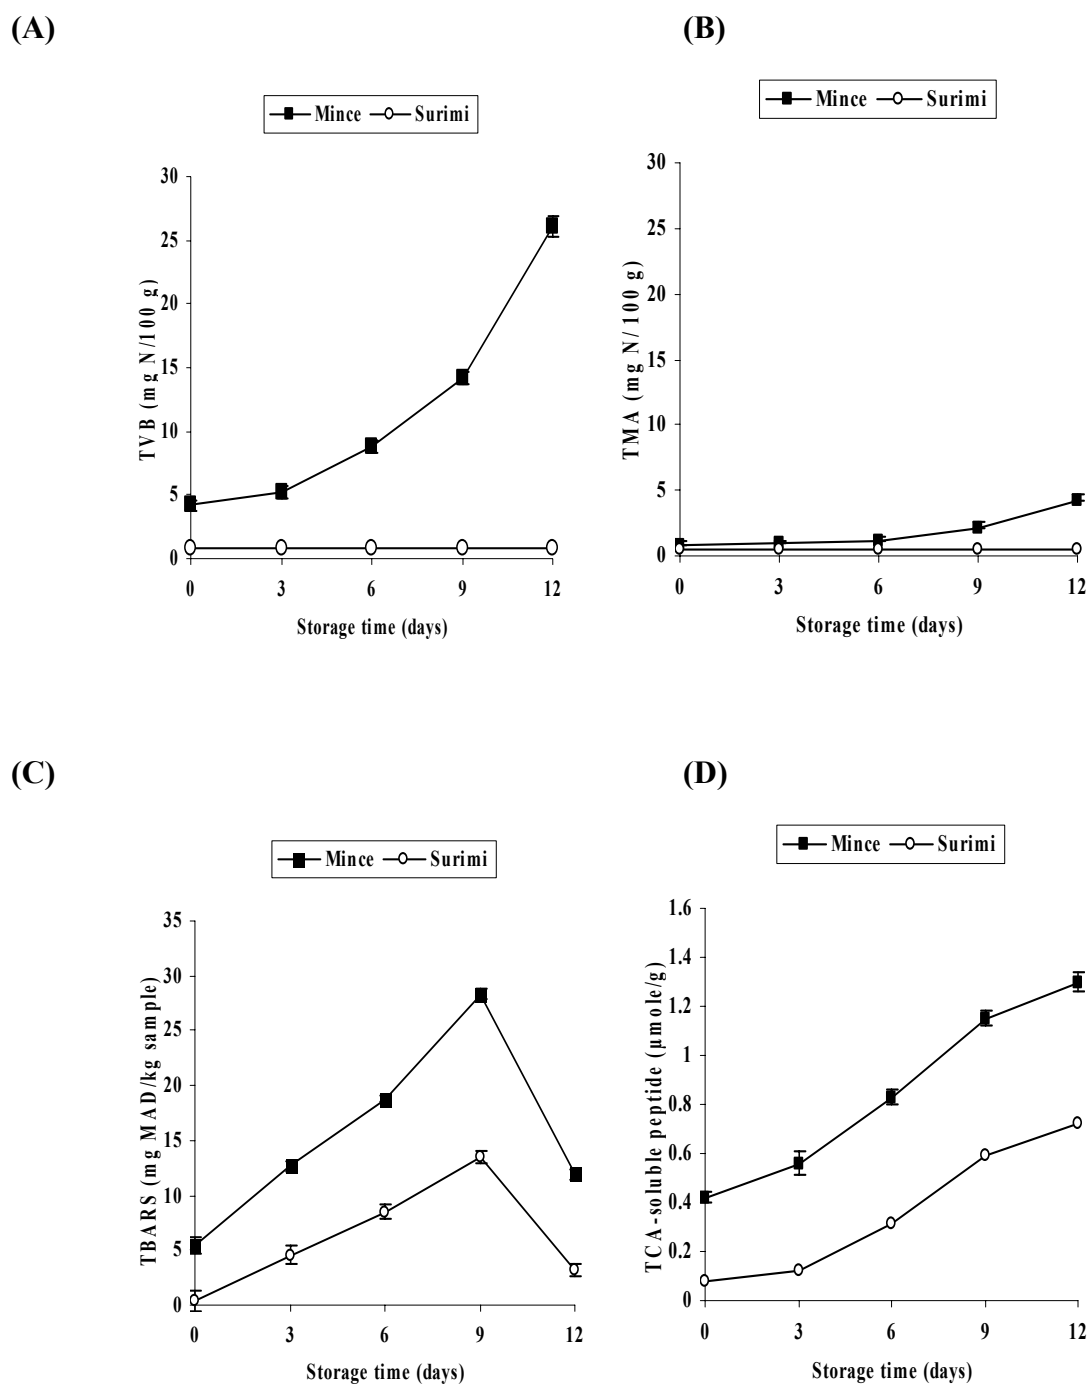 (A)
(B)
Mince Surimi
Mince Surimi
TVB (mg N/100 g)
30
25
20
15
10
5
0
0 3 6 9 12
Storage time (days)
TMA (mg N/100 g)
30
25
20
15
10
5
0
0 3 6 9 12
Storage time (days)
(C)
(D)
Mince Surimi
Mince Surimi
TBARS (mg MAD/kg sample)
35
30
25
20
15
10
5
0
0 3 6 9 12
Storage time (days)
TCA-soluble peptide (μmole/g)
1.6
1.4
1.2
1
0.8
0.6
0.4
0.2
0
0 3 6 9 12
Storage time (days)